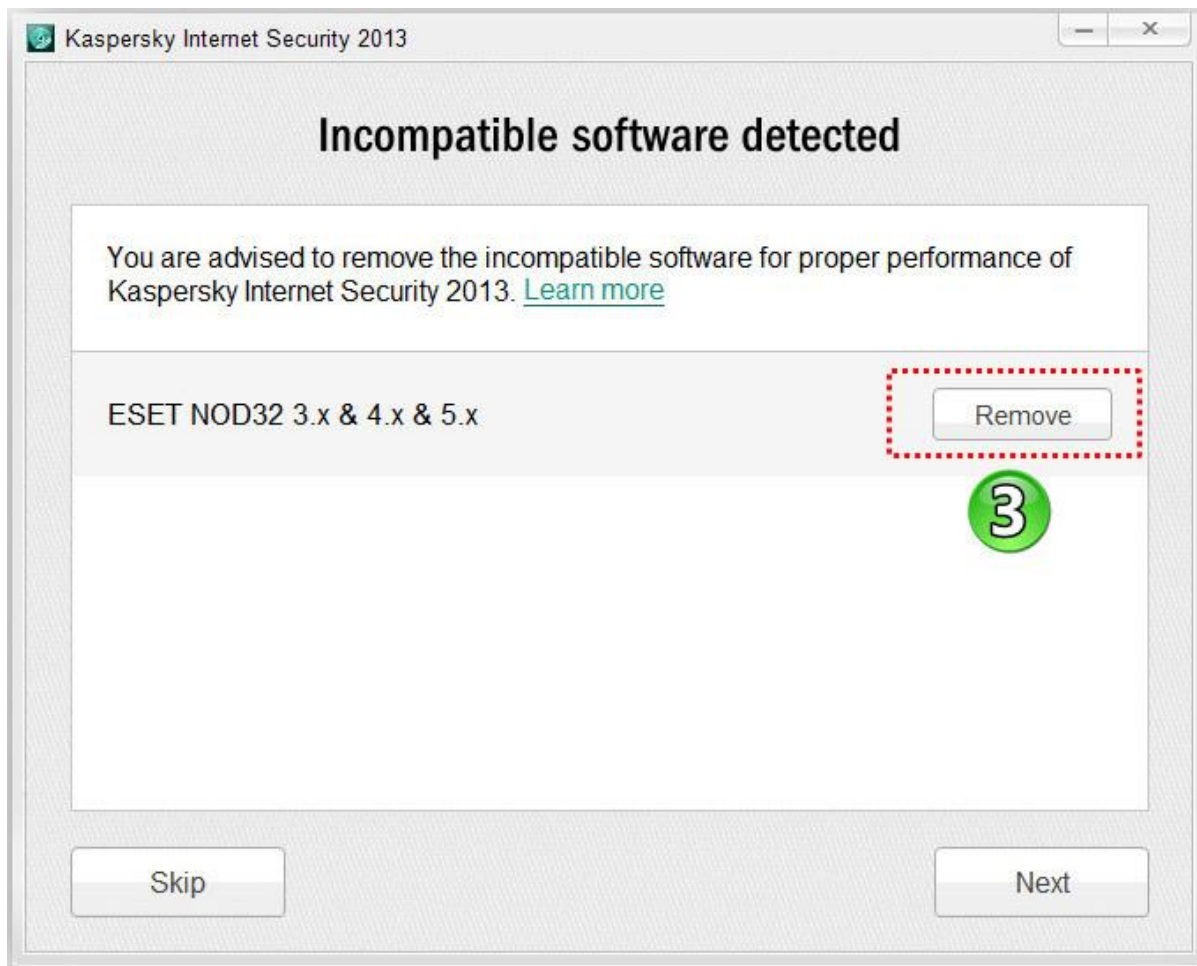 Kaspersky Internet Security 2013
Incompatible software detected
You are advised to remove the incompatible software for proper performance of
Kaspersky Internet Security 2013. Learn more
ESET NOD32 3.x & 4.x & 5.x
Remove
3
Skip
Next